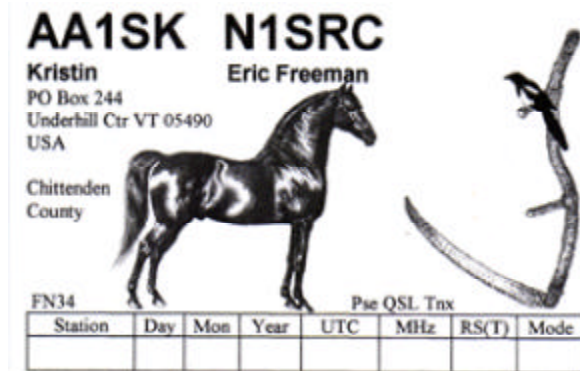 AA1SK N1SRC
Kristin Eric Freeman
PO Box 244
Underhill Ctr VT 05490
USA
Chittenden
County
FN34 Pse QSL Tnx
Station Day Mon Year UTC MHz RS(T) Mode